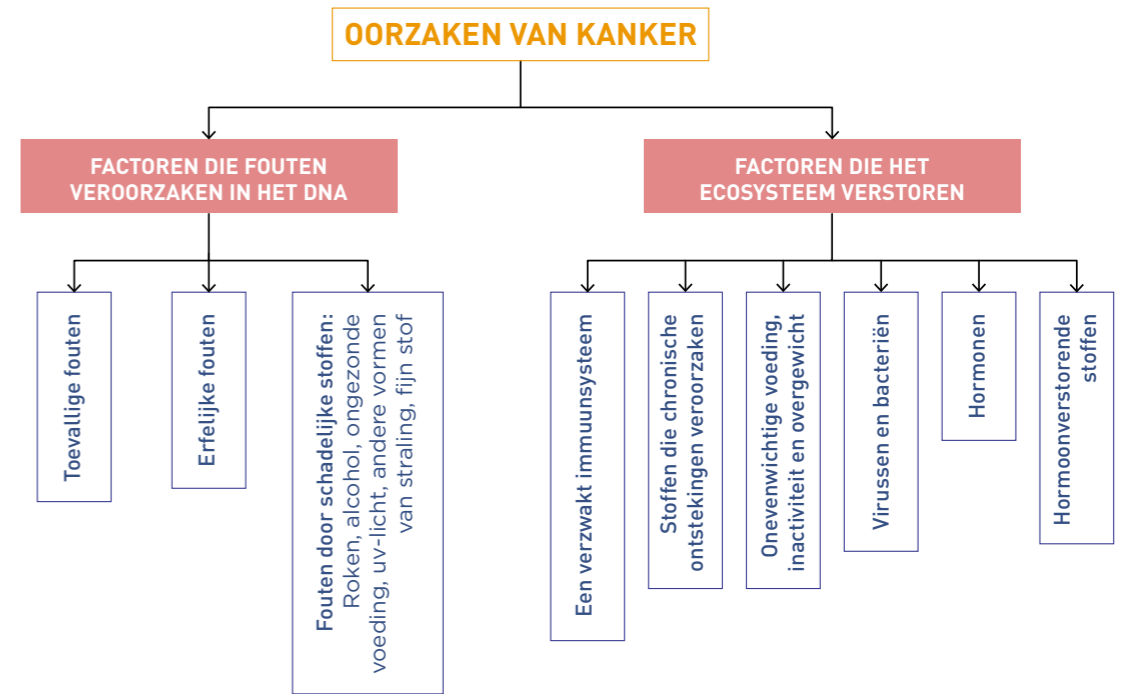 OORZAKEN VAN KANKER
FACTOREN DIE FOUTEN
VEROORZAKEN IN HET DNA
FACTOREN DIE HET
ECOSYSTEEM VERSTOREN
Toevallige fouten
Erfelijke fouten
Fouten door schadelijke stoffen:
Roken, alcohol, ongezonde
voeding, uv-licht, andere vormen
van straling, fijn stof
Een verzwakt immuunsysteem
Stoffen die chronische
ontstekingen veroorzaken
Onevenwichtige voeding,
inactiviteit en overgewicht
Virussen en bacteriën
Hormonen
Hormoonverstorende
stoffen